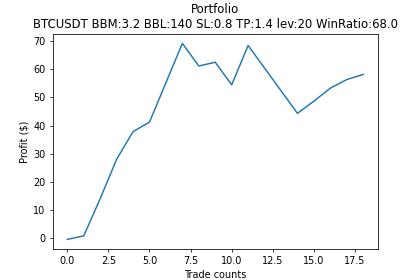 Portfolio
BTCUSDT BBM:3.2 BBL:140 SL:0.8 TP:1.4 lev:20 WinRatio:68.0
70
60
50
40
30
20
10
0
Profit ($)
0.0 2.5 5.0 7.5 10.0 12.5 15.0 17.5
Trade counts